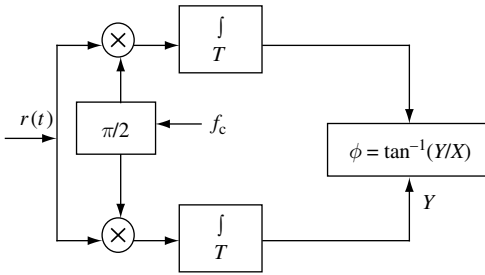 ∫
T
r(t)
π/2
f_c
ϕ = tan⁻¹(Y/X)
Y
∫
T